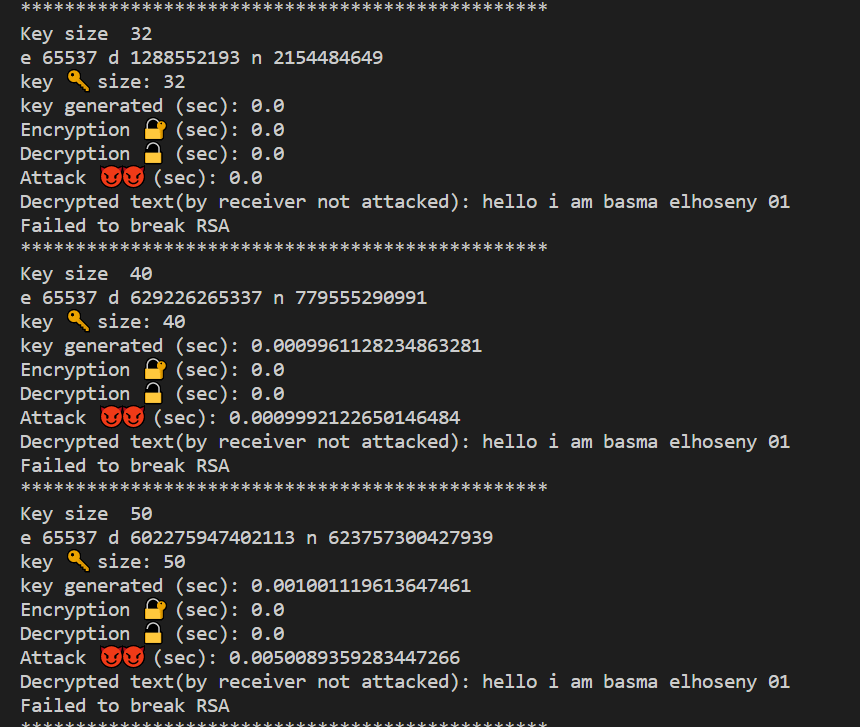 ************************************************
Key size  32
e 65537 d 1288552193 n 2154484649
key 🔑 size: 32
key generated (sec): 0.0
Encryption 🔐 (sec): 0.0
Decryption 🔓 (sec): 0.0
Attack 👿👿 (sec): 0.0
Decrypted text(by receiver not attacked): hello i am basma elhoseny 01
Failed to break RSA
************************************************
Key size  40
e 65537 d 629226265337 n 779555290991
key 🔑 size: 40
key generated (sec): 0.0009961128234863281
Encryption 🔐 (sec): 0.0
Decryption 🔓 (sec): 0.0
Attack 👿👿 (sec): 0.0009992122650146484
Decrypted text(by receiver not attacked): hello i am basma elhoseny 01
Failed to break RSA
************************************************
Key size  50
e 65537 d 602275947402113 n 623757300427939
key 🔑 size: 50
key generated (sec): 0.001001119613647461
Encryption 🔐 (sec): 0.0
Decryption 🔓 (sec): 0.0
Attack 👿👿 (sec): 0.0050089359283447266
Decrypted text(by receiver not attacked): hello i am basma elhoseny 01
Failed to break RSA
************************************************